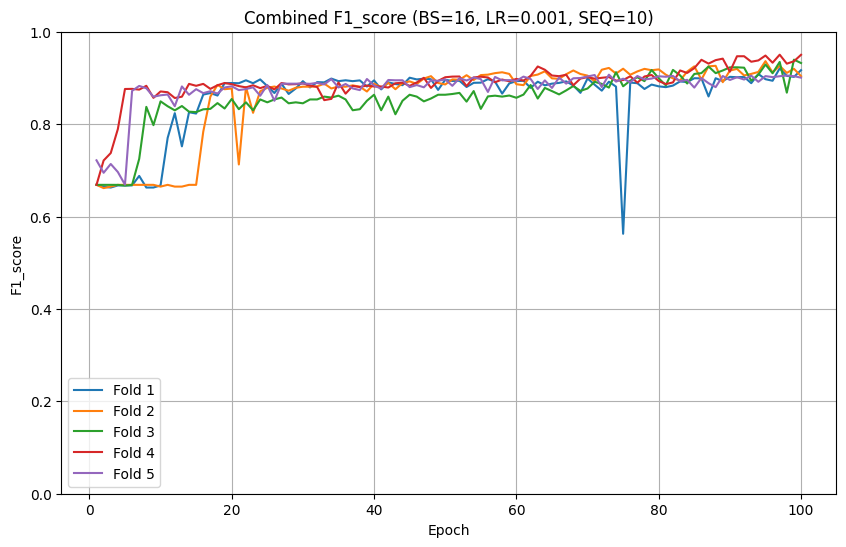 Combined F1_score (BS=16, LR=0.001, SEQ=10)
F1_score
1.0
0.8
0.6
0.4
0.2
0.0
Fold 1
Fold 2
Fold 3
Fold 4
Fold 5
0 20 40 60 80 100
Epoch